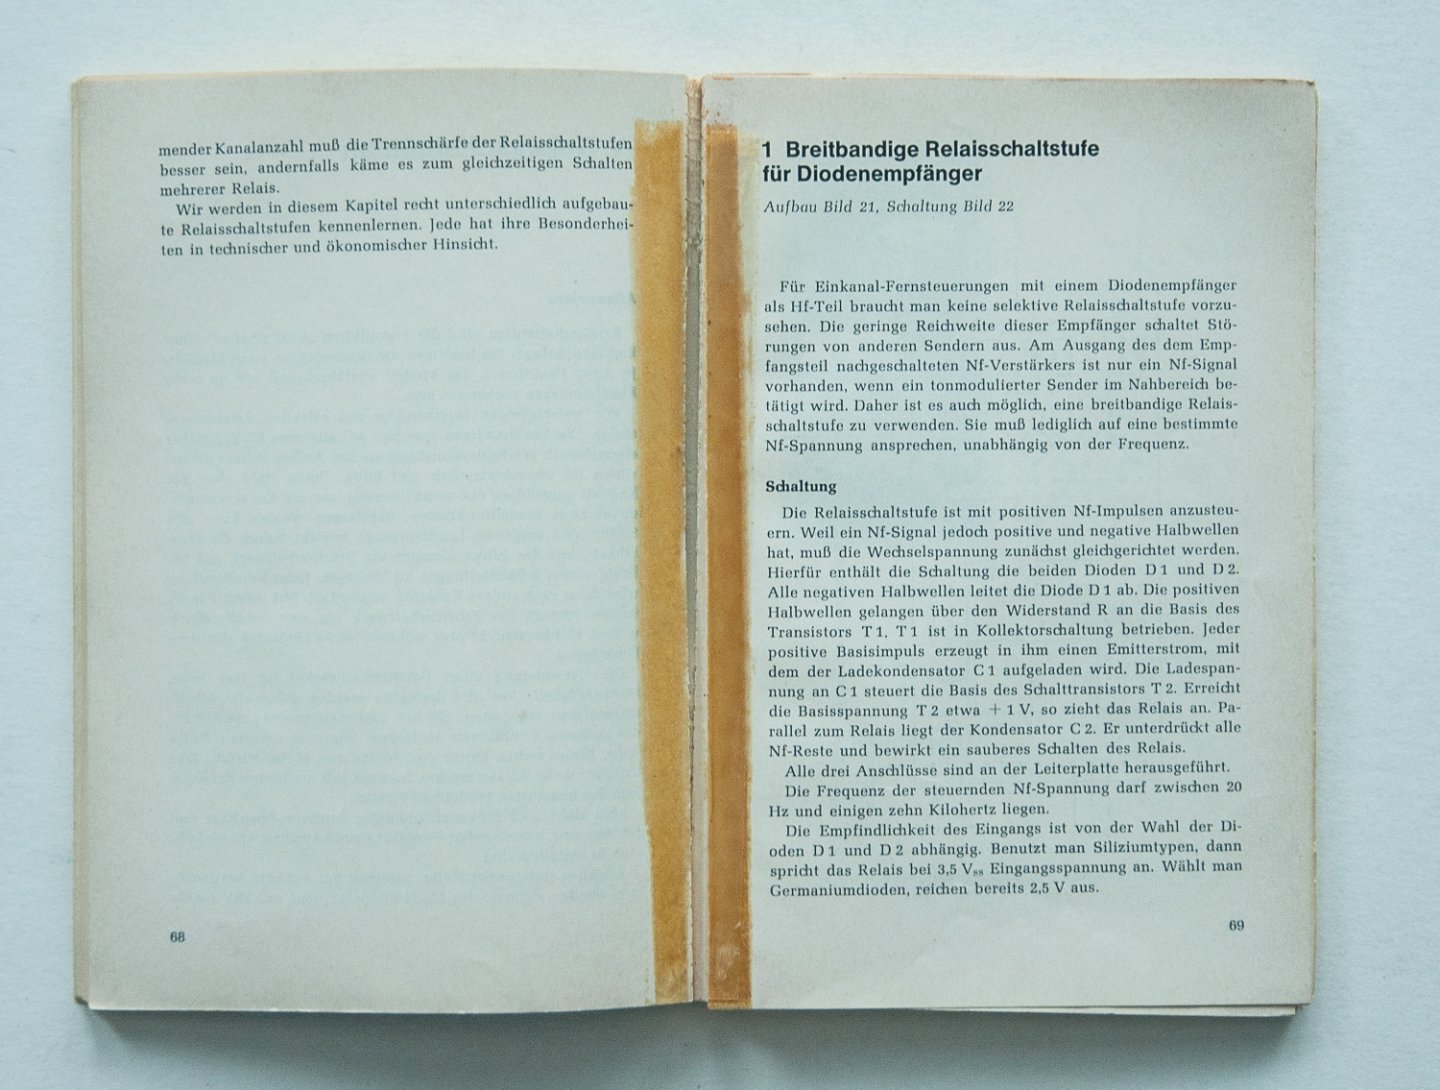 mender Kanalanzahl muß die Trennschärfe der Relaisschaltstufen
besser sein, andernfalls käme es zum gleichzeitigen Schalten
mehrerer Relais.
Wir werden in diesem Kapitel recht unterschiedlich aufgebau-
te Relaisschaltstufen kennenlernen. Jede hat ihre Besonderhei-
ten in technischer und ökonomischer Hinsicht.
68
1 Breitbandige Relaisschaltstufe
für Diodenempfänger
Aufbau Bild 21, Schaltung Bild 22
Für Einkanal-Fernsteuerungen mit einem Diodenempfänger
als Hf-Teil braucht man keine selektive Relaisschaltstufe vorzu-
sehen. Die geringe Reichweite dieser Empfänger schaltet Stö-
rungen von anderen Sendern aus. Am Ausgang des dem Emp-
fangsteil nachgeschalteten Nf-Verstärkers ist nur ein Nf-Signal
vorhanden, wenn ein tonmodulierter Sender im Nahbereich be-
tätigt wird. Daher ist es auch möglich, eine breitbandige Relais-
schaltstufe zu verwenden. Sie muß lediglich auf eine bestimmte
Nf-Spannung ansprechen, unabhängig von der Frequenz.
Schaltung
Die Relaisschaltstufe ist mit positiven Nf-Impulsen anzusteu-
ern. Weil ein Nf-Signal jedoch positive und negative Halbwellen
hat, muß die Wechselspannung zunächst gleichgerichtet werden.
Hierfür enthält die Schaltung die beiden Dioden D 1 und D 2.
Alle negativen Halbwellen leitet die Diode D 1 ab. Die positiven
Halbwellen gelangen über den Widerstand R an die Basis des
Transistors T 1. T 1 ist in Kollektorschaltung betrieben. Jeder
positive Basisimpuls erzeugt in ihm einen Emitterstrom, mit
dem der Ladekondensator C 1 aufgeladen wird. Die Ladespan-
nung an C 1 steuert die Basis des Schalttransistors T 2. Erreicht
die Basisspannung T 2 etwa + 1 V, so zieht das Relais an. Pa-
rallel zum Relais liegt der Kondensator C 2. Er unterdrückt alle
Nf-Reste und bewirkt ein sauberes Schalten des Relais.
Alle drei Anschlüsse sind an der Leiterplatte herausgeführt.
Die Frequenz der steuernden Nf-Spannung darf zwischen 20
Hz und einigen zehn Kilohertz liegen.
Die Empfindlichkeit des Eingangs ist von der Wahl der Di-
oden D 1 und D 2 abhängig. Benutzt man Siliziumtypen, dann
spricht das Relais bei 3,5 Vss Eingangsspannung an. Wählt man
Germaniumdioden, reichen bereits 2,5 V aus.
69